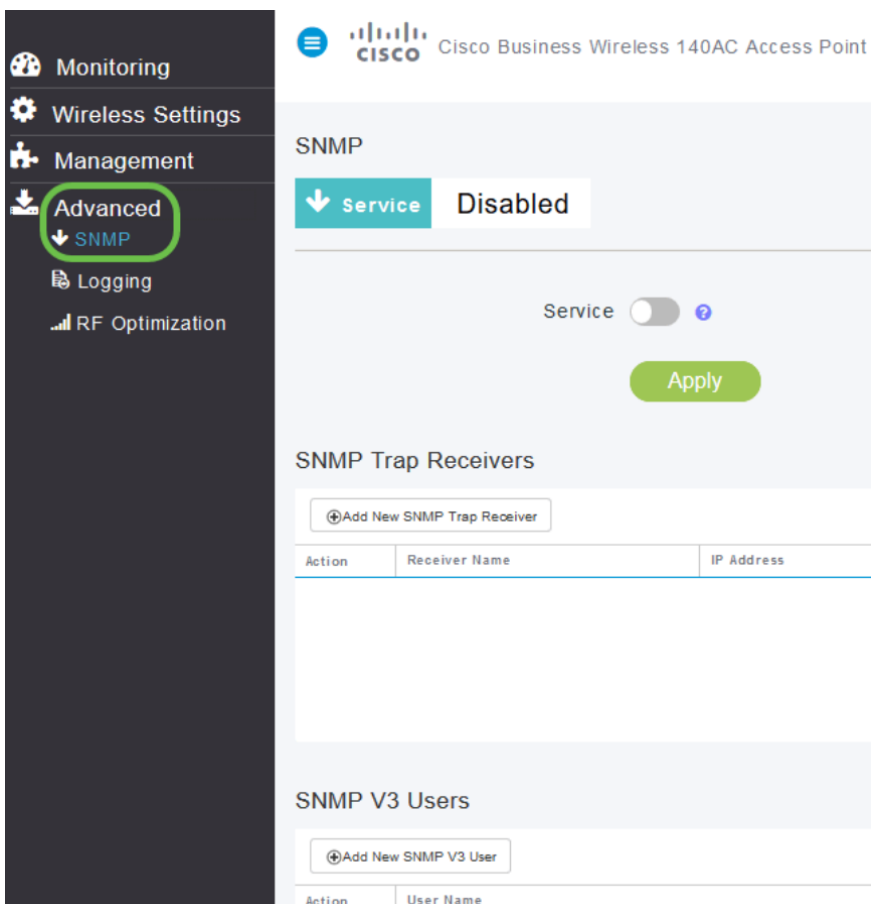 Monitoring
Wireless Settings
Management
Advanced
SNMP
Logging
RF Optimization
CISCO Cisco Business Wireless 140AC Access Point
SNMP
Service Disabled
Service ?
Apply
SNMP Trap Receivers
Add New SNMP Trap Receiver
Action Receiver Name IP Address
SNMP V3 Users
Add New SNMP V3 User
Action User Name